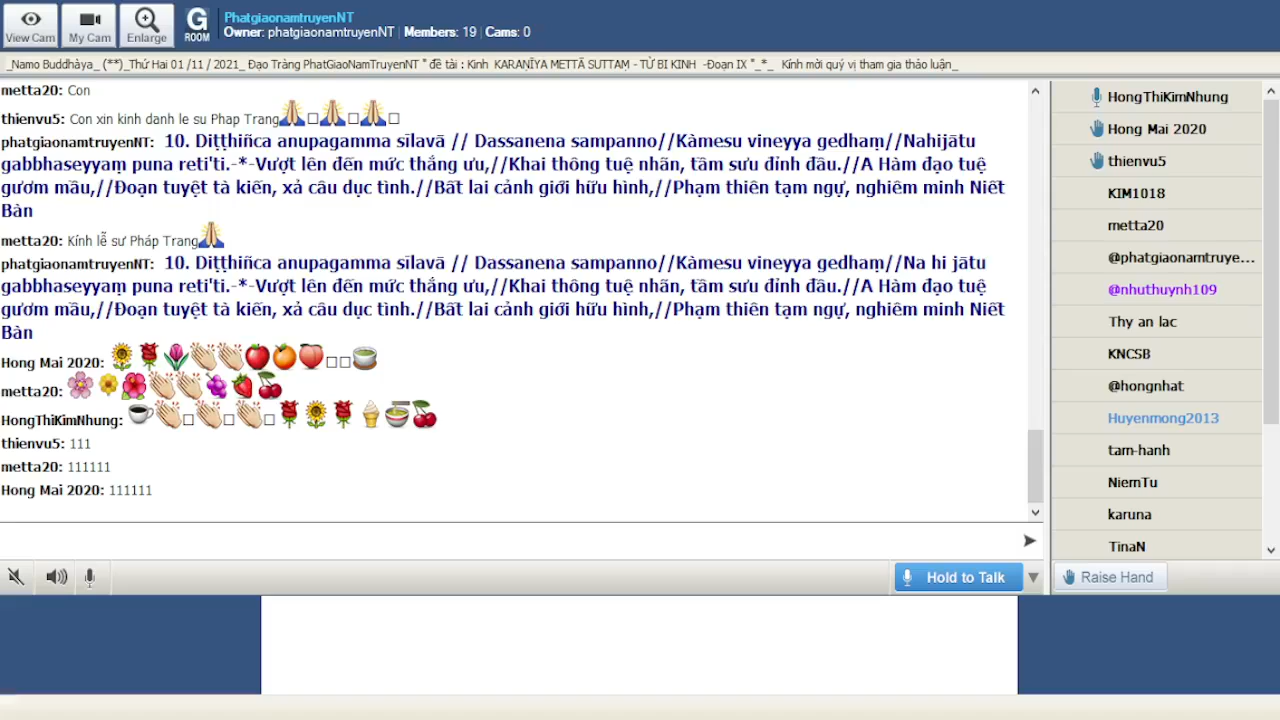 View Cam
My Cam
Enlarge
G
ROOM
PhatgiaonamtruyenNT
Owner: phatgiaonamtruyenNT | Members: 19 | Cams: 0
_Namo Buddhàya_ (**)_Thứ Hai 01 /11 / 2021_ Đạo Tràng PhatGiaoNamTruyenNT " đề tài : Kinh KARAṆĪYA METTĀ SUTTAṂ - TỪ BI KINH -Đoạn IX "_*_ Kính mời quý vị tham gia thảo luận_
metta20: Con
thienvu5: Con xin kinh danh le su Phap Trang🙏□🙏□🙏□
phatgiaonamtruyenNT: 10. Diṭṭhiñca anupagamma sīlavā // Dassanena sampanno//Kàmesu vineyya gedhaṃ//Nahijātu
gabbhaseyyaṃ puna reti'ti.-*-Vượt lên đến mức thắng ưu,//Khai thông tuệ nhãn, tầm sưu đỉnh đầu.//A Hàm đạo tuệ
gươm mầu,//Đoạn tuyệt tà kiến, xả câu dục tình.//Bất lai cảnh giới hữu hình,//Phạm thiên tạm ngự, nghiêm minh Niết
Bàn
metta20: Kính lễ sư Pháp Trang🙏
phatgiaonamtruyenNT: 10. Diṭṭhiñca anupagamma sīlavā // Dassanena sampanno//Kàmesu vineyya gedhaṃ//Na hi jātu
gabbhaseyyaṃ puna reti'ti.-*-Vượt lên đến mức thắng ưu,//Khai thông tuệ nhãn, tầm sưu đỉnh đầu.//A Hàm đạo tuệ
gươm mầu,//Đoạn tuyệt tà kiến, xả câu dục tình.//Bất lai cảnh giới hữu hình,//Phạm thiên tạm ngự, nghiêm minh Niết
Bàn
Hong Mai 2020: 🌻🌹🌷👏👏🍎🍊🍑□□🍵
metta20: 🌸🌼🌺👏👏🍇🍓🍒
HongThiKimNhung: ☕👏□👏□👏□🌹🌻🌹🍦🍜🍒
thienvu5: 111
metta20: 111111
Hong Mai 2020: 111111
Hold to Talk
HongThiKimNhung
Hong Mai 2020
thienvu5
KIM1018
metta20
@phatgiaonamtruye...
@nhuthuynh109
Thy an lac
KNCSB
@hongnhat
Huyenmong2013
tam-hanh
NiemTu
karuna
TinaN
Raise Hand